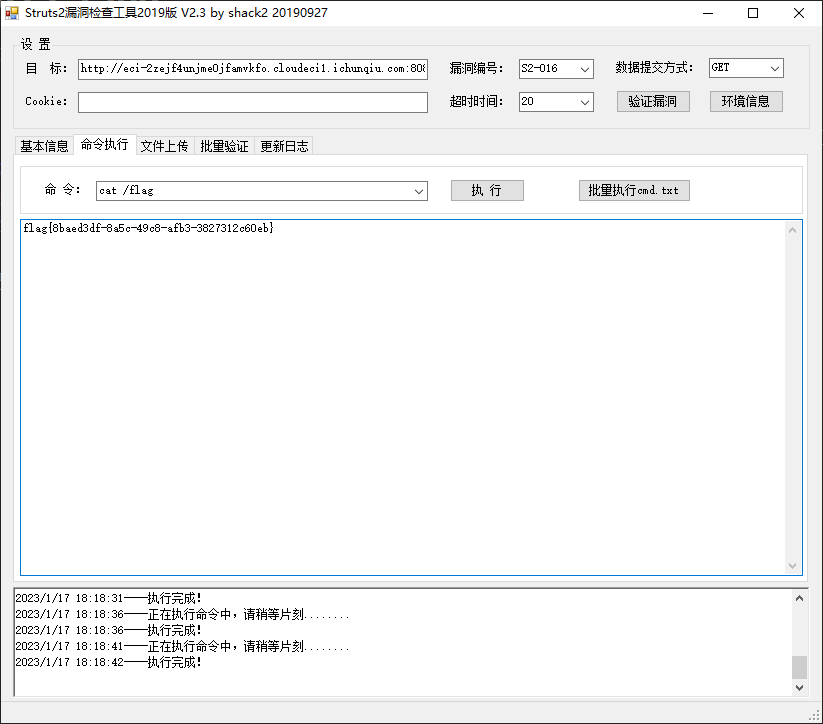 Struts2漏洞检查工具2019版 V2.3 by shack2 20190927
设 置
目 标: http://eci-2zejf4unjme0jfamvkfo.cloudeci1.ichunqiu.com:808 漏洞编号: S2-016 数据提交方式: GET
Cookie: 超时时间: 20 验证漏洞 环境信息
基本信息 命令执行 文件上传 批量验证 更新日志
命 令: cat /flag 执 行 批量执行cmd.txt
flag{8baed3df-8a5c-49c8-afb3-3827312c60eb}
2023/1/17 18:18:31----执行完成!
2023/1/17 18:18:36----正在执行命令中，请稍等片刻........
2023/1/17 18:18:36----执行完成!
2023/1/17 18:18:41----正在执行命令中，请稍等片刻........
2023/1/17 18:18:42----执行完成!